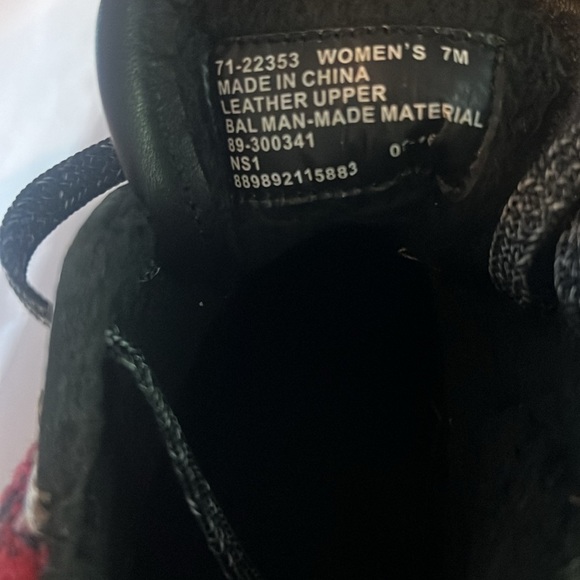 71-22353 WOMEN'S 7M
MADE IN CHINA
LEATHER UPPER
BAL MAN-MADE MATERIAL
89-300341
NS1
889892115883